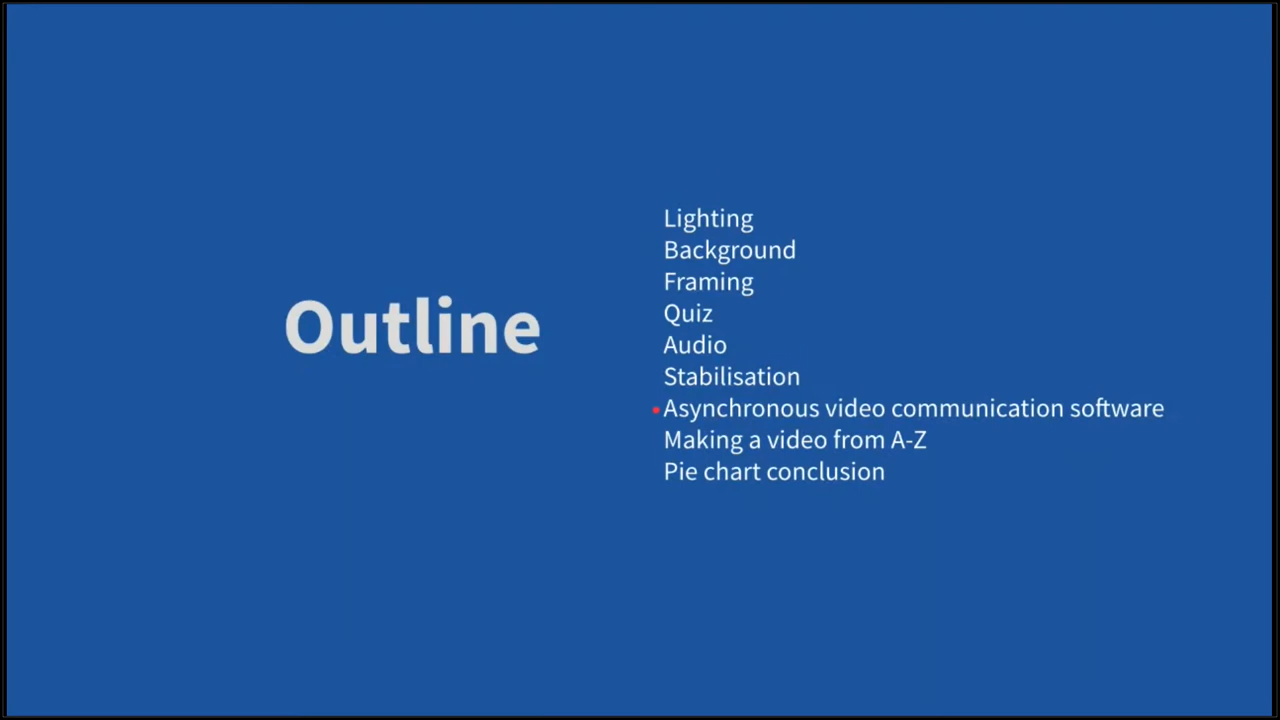 Outline
Lighting
Background
Framing
Quiz
Audio
Stabilisation
Asynchronous video communication software
Making a video from A-Z
Pie chart conclusion